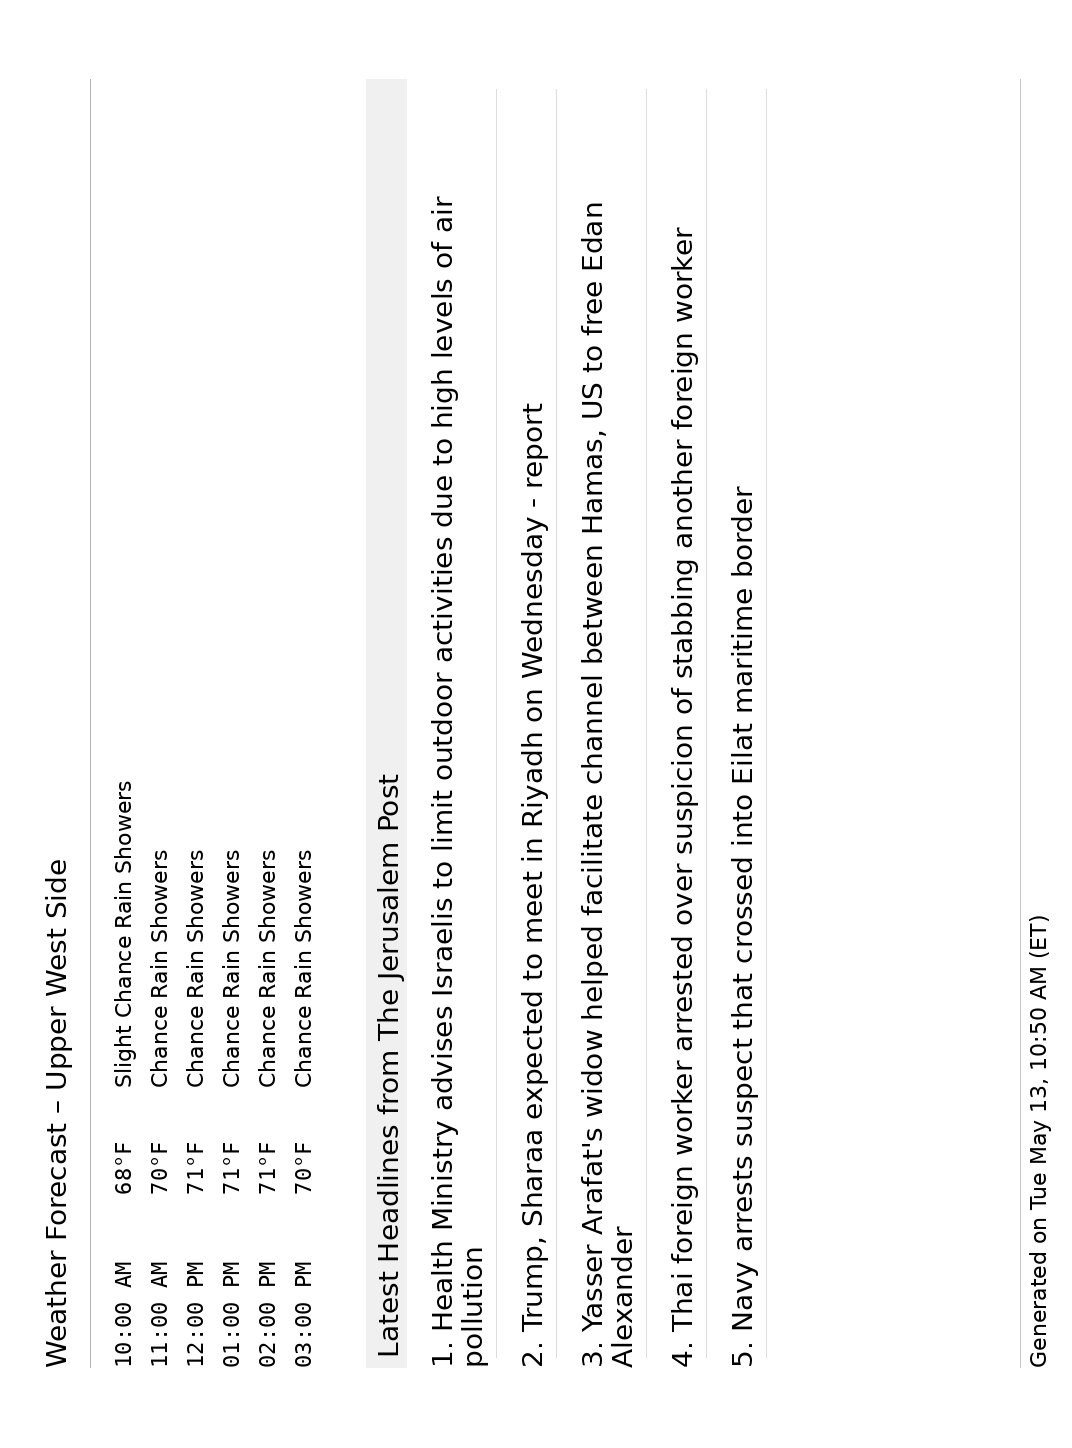 Weather Forecast – Upper West Side
10:00 AM 68°F Slight Chance Rain Showers
11:00 AM 70°F Chance Rain Showers
12:00 PM 71°F Chance Rain Showers
01:00 PM 71°F Chance Rain Showers
02:00 PM 71°F Chance Rain Showers
03:00 PM 70°F Chance Rain Showers
Latest Headlines from The Jerusalem Post
1. Health Ministry advises Israelis to limit outdoor activities due to high levels of air
pollution
2. Trump, Sharaa expected to meet in Riyadh on Wednesday - report
3. Yasser Arafat's widow helped facilitate channel between Hamas, US to free Edan
Alexander
4. Thai foreign worker arrested over suspicion of stabbing another foreign worker
5. Navy arrests suspect that crossed into Eilat maritime border
Generated on Tue May 13, 10:50 AM (ET)